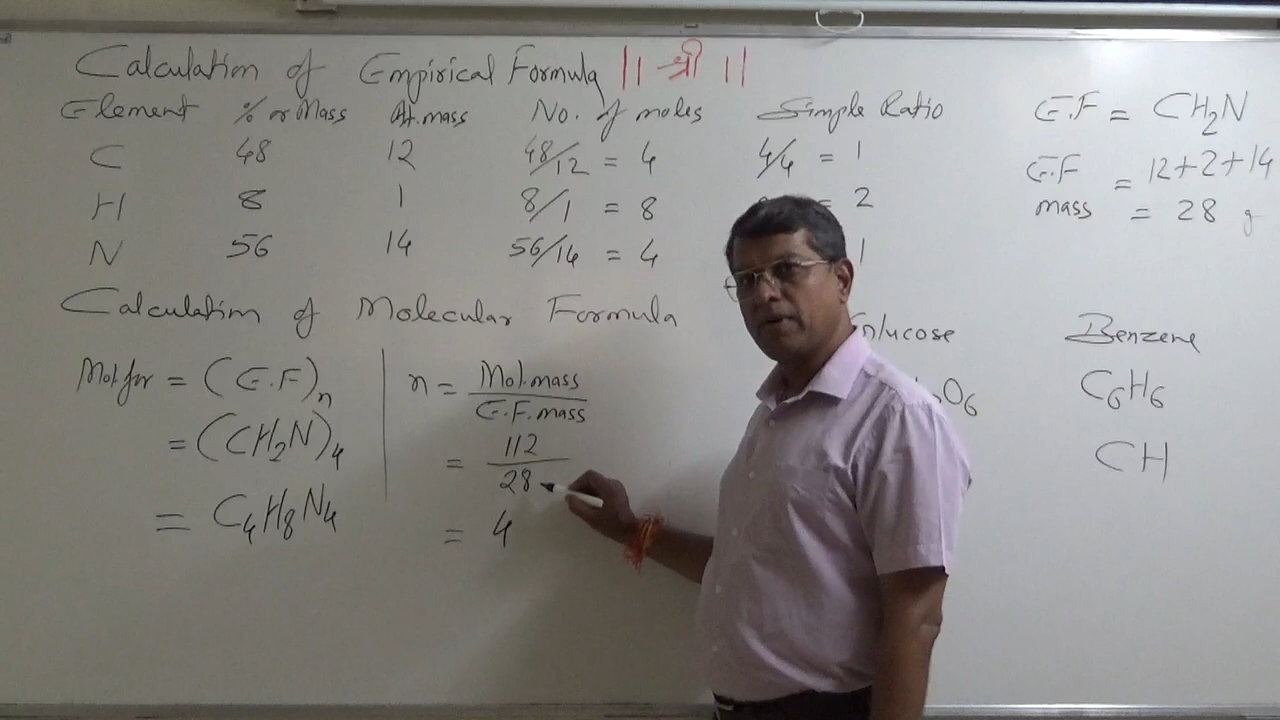 Calculation of Empirical Formula || श्री ||
Element % or Mass At.mass No. of moles Simple Ratio
C 48 12 48/12 = 4 4/4 = 1
H 8 1 8/1 = 8 = 2
N 56 14 56/14 = 4 1
E.F = CH₂N
E.F mass = 12+2+14
= 28 g
Calculation of Molecular Formula
Mol.for = (E.F)ₙ
= (CH₂N)₄
= C₄H₈N₄
n = Mol.mass / E.F.mass
= 112 / 28
= 4
Glucose Benzene
O₆ C₆H₆
CH